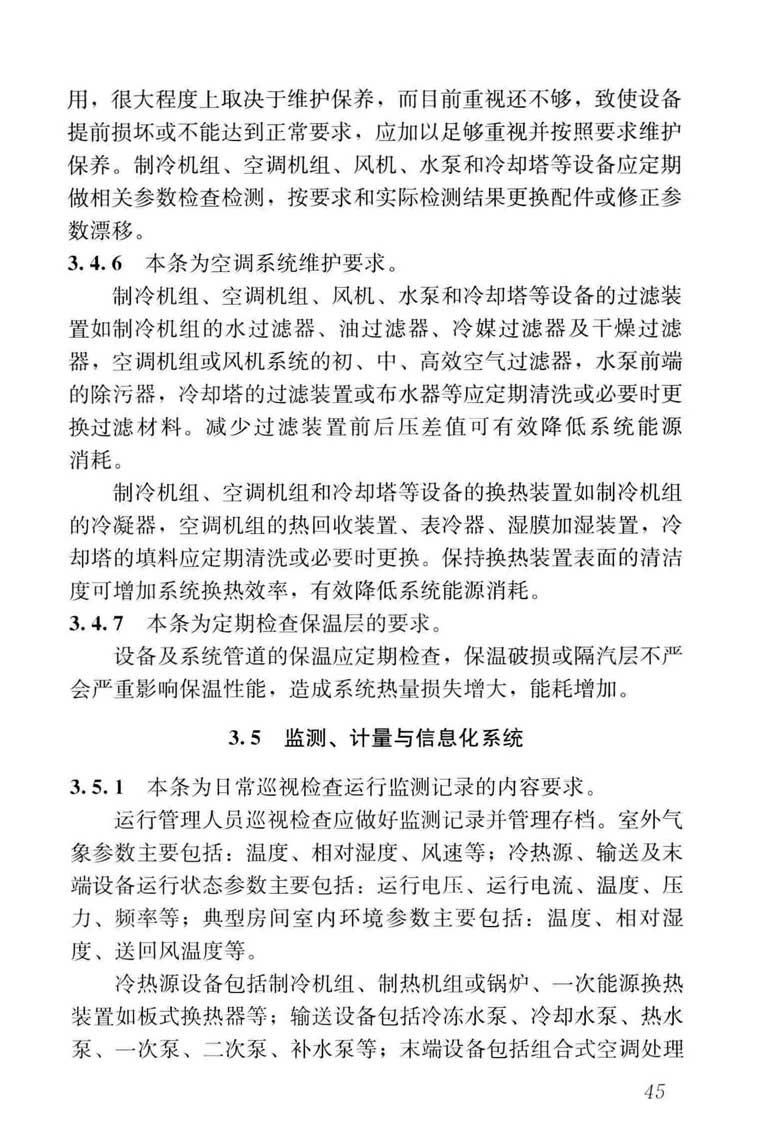 用，很大程度上取决于维护保养，而目前重视还不够，致使设备
提前损坏或不能达到正常要求，应加以足够重视并按照要求维护
保养。制冷机组、空调机组、风机、水泵和冷却塔等设备应定期
做相关参数检查检测，按要求和实际检测结果更换配件或修正参
数漂移。
3.4.6 本条为空调系统维护要求。
制冷机组、空调机组、风机、水泵和冷却塔等设备的过滤装
置如制冷机组的水过滤器、油过滤器、冷媒过滤器及干燥过滤
器，空调机组或风机系统的初、中、高效空气过滤器，水泵前端
的除污器，冷却塔的过滤装置或布水器等应定期清洗或必要时更
换过滤材料。减少过滤装置前后压差值可有效降低系统能源
消耗。
制冷机组、空调机组和冷却塔等设备的换热装置如制冷机组
的冷凝器，空调机组的热回收装置、表冷器、湿膜加湿装置，冷
却塔的填料应定期清洗或必要时更换。保持换热装置表面的清洁
度可增加系统换热效率，有效降低系统能源消耗。
3.4.7 本条为定期检查保温层的要求。
设备及系统管道的保温应定期检查，保温破损或隔汽层不严
会严重影响保温性能，造成系统热量损失增大，能耗增加。
3.5 监测、计量与信息化系统
3.5.1 本条为日常巡视检查运行监测记录的内容要求。
运行管理人员巡视检查应做好监测记录并管理存档。室外气
象参数主要包括：温度、相对湿度、风速等；冷热源、输送及末
端设备运行状态参数主要包括：运行电压、运行电流、温度、压
力、频率等；典型房间室内环境参数主要包括：温度、相对湿
度、送回风温度等。
冷热源设备包括制冷机组、制热机组或锅炉、一次能源换热
装置如板式换热器等；输送设备包括冷冻水泵、冷却水泵、热水
泵、一次泵、二次泵、补水泵等；末端设备包括组合式空调处理
45